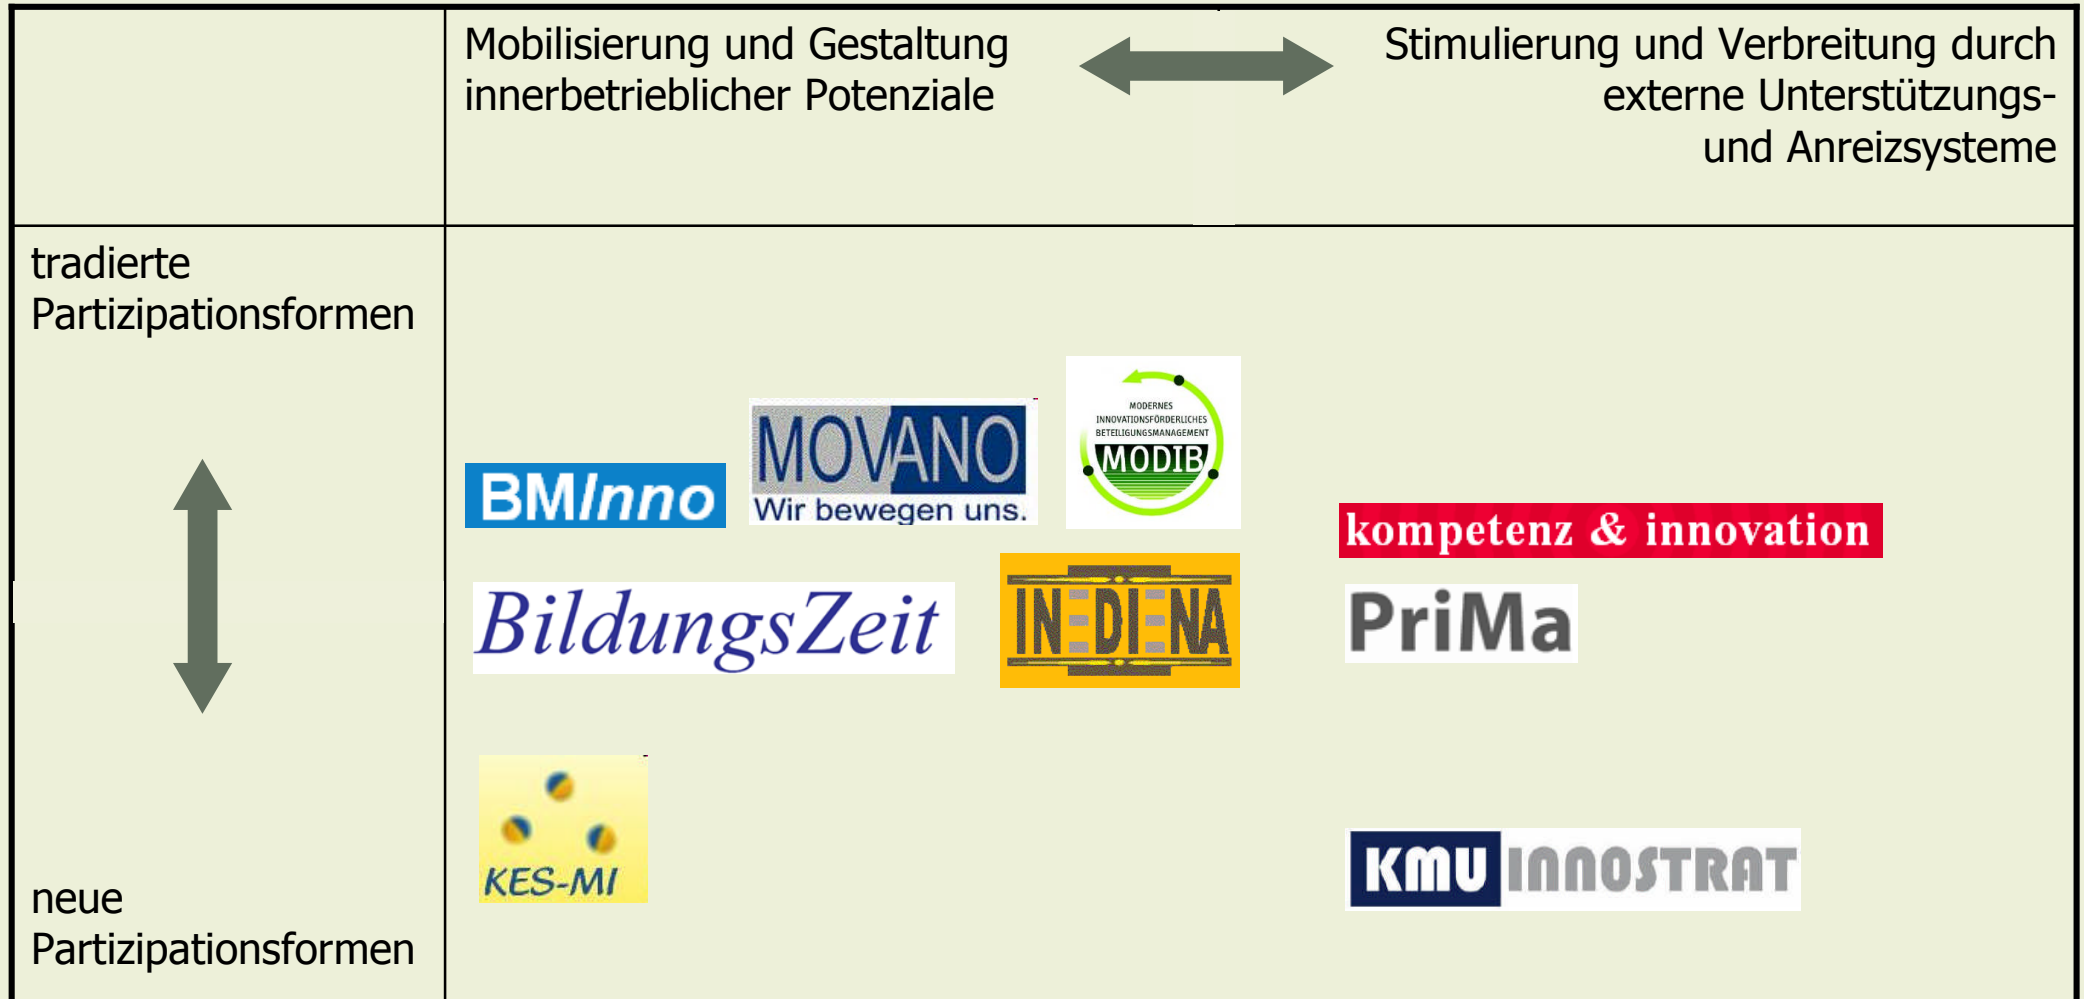 Mobilisierung und Gestaltung
innerbetrieblicher Potenziale
Stimulierung und Verbreitung durch
externe Unterstützungs-
und Anreizsysteme
tradierte
Partizipationsformen
BMInno
MOVANO
Wir bewegen uns.
MODERNES
INNOVATIONSFÖRDERLICHES
BETEILIGUNGSMANAGEMENT
MODIB
kompetenz & innovation
BildungsZeit
IN-DI-NA
PriMa
KES-MI
KMU INNOSTRAT
neue
Partizipationsformen